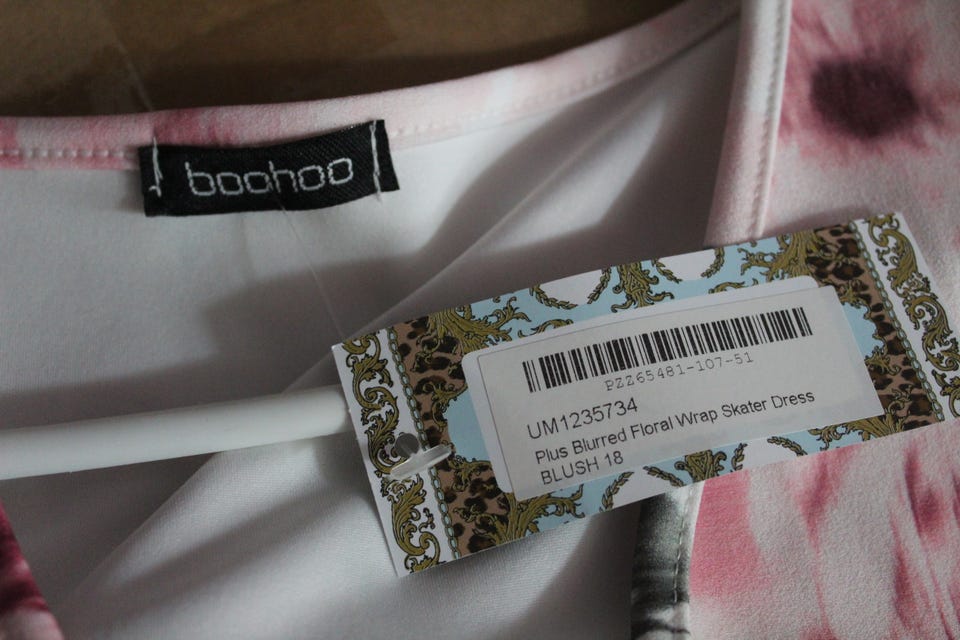 boohoo
PZZ65481-107-51
UM1235734
Plus Blurred Floral Wrap Skater Dress
BLUSH 18